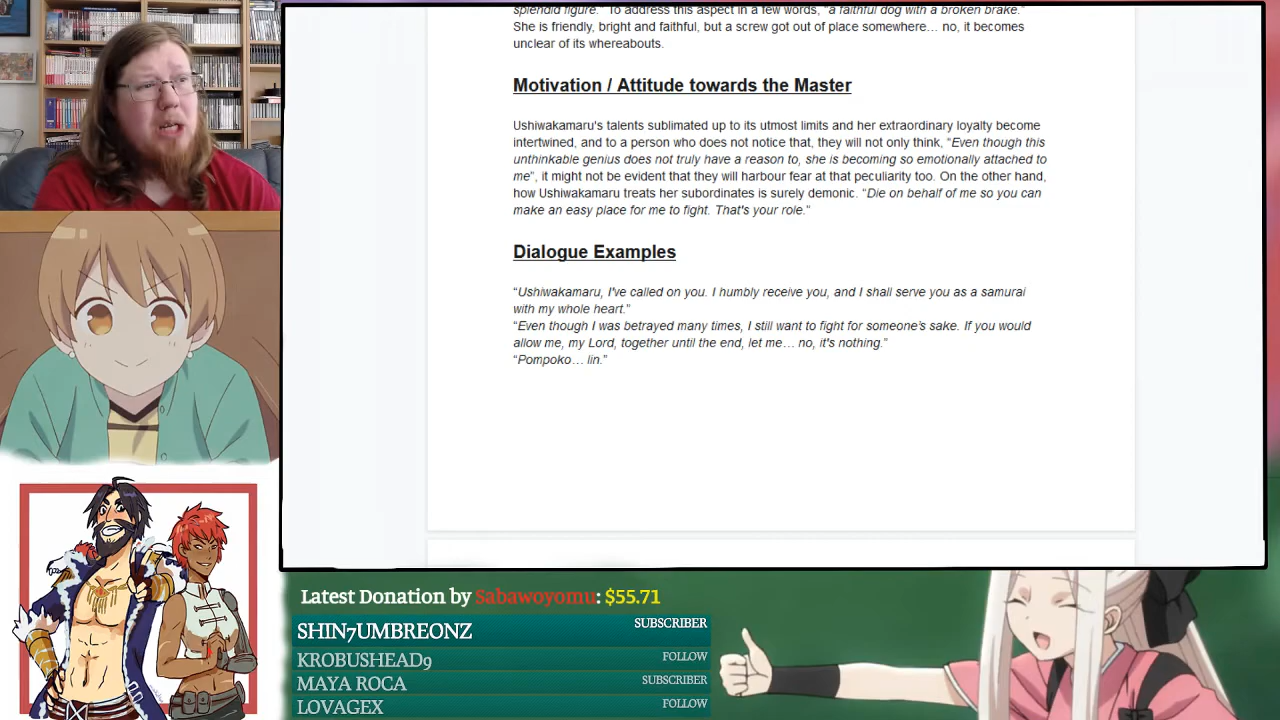 splendid figure." To address this aspect in a few words, "a faithful dog with a broken brake."
She is friendly, bright and faithful, but a screw got out of place somewhere… no, it becomes
unclear of its whereabouts.
Motivation / Attitude towards the Master
Ushiwakamaru's talents sublimated up to its utmost limits and her extraordinary loyalty become
intertwined, and to a person who does not notice that, they will not only think, "Even though this
unthinkable genius does not truly have a reason to, she is becoming so emotionally attached to
me", it might not be evident that they will harbour fear at that peculiarity too. On the other hand,
how Ushiwakamaru treats her subordinates is surely demonic. "Die on behalf of me so you can
make an easy place for me to fight. That's your role."
Dialogue Examples
"Ushiwakamaru, I've called on you. I humbly receive you, and I shall serve you as a samurai
with my whole heart."
"Even though I was betrayed many times, I still want to fight for someone's sake. If you would
allow me, my Lord, together until the end, let me… no, it's nothing."
"Pompoko… lin."
Latest Donation by Sabawoyomu: $55.71
SHIN7UMBREONZ SUBSCRIBER
KROBUSHEAD9 FOLLOW
MAYA ROCA SUBSCRIBER
LOVAGEX FOLLOW